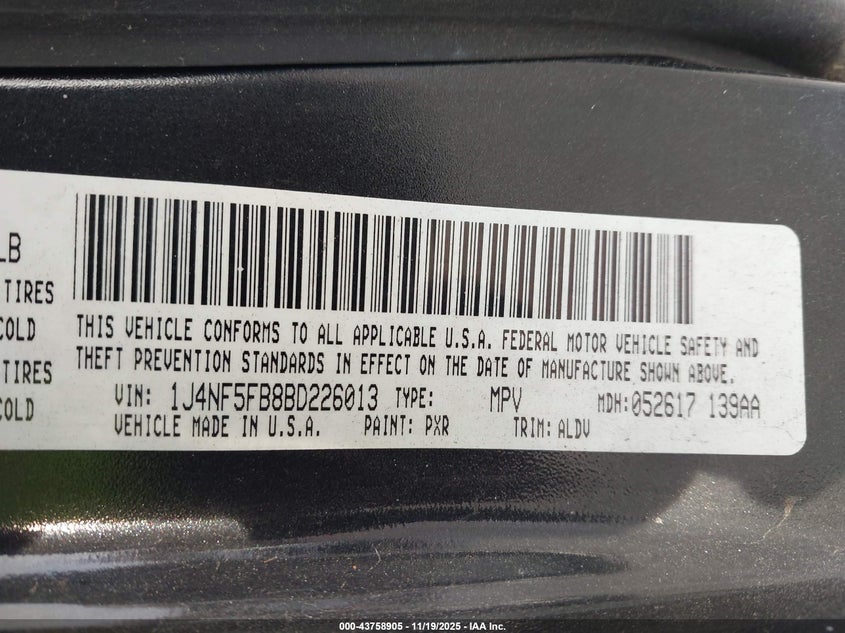 LB
TIRES
COLD
TIRES
COLD
THIS VEHICLE CONFORMS TO ALL APPLICABLE U.S.A. FEDERAL MOTOR VEHICLE SAFETY AND
THEFT PREVENTION STANDARDS IN EFFECT ON THE DATE OF MANUFACTURE SHOWN ABOVE.
VIN: 1J4NF5FB8BD226013 TYPE: MPV MDH:052617 139AA
VEHICLE MADE IN U.S.A. PAINT: PXR TRIM: ALDV
000-43758905 - 11/19/2025 - IAA Inc.